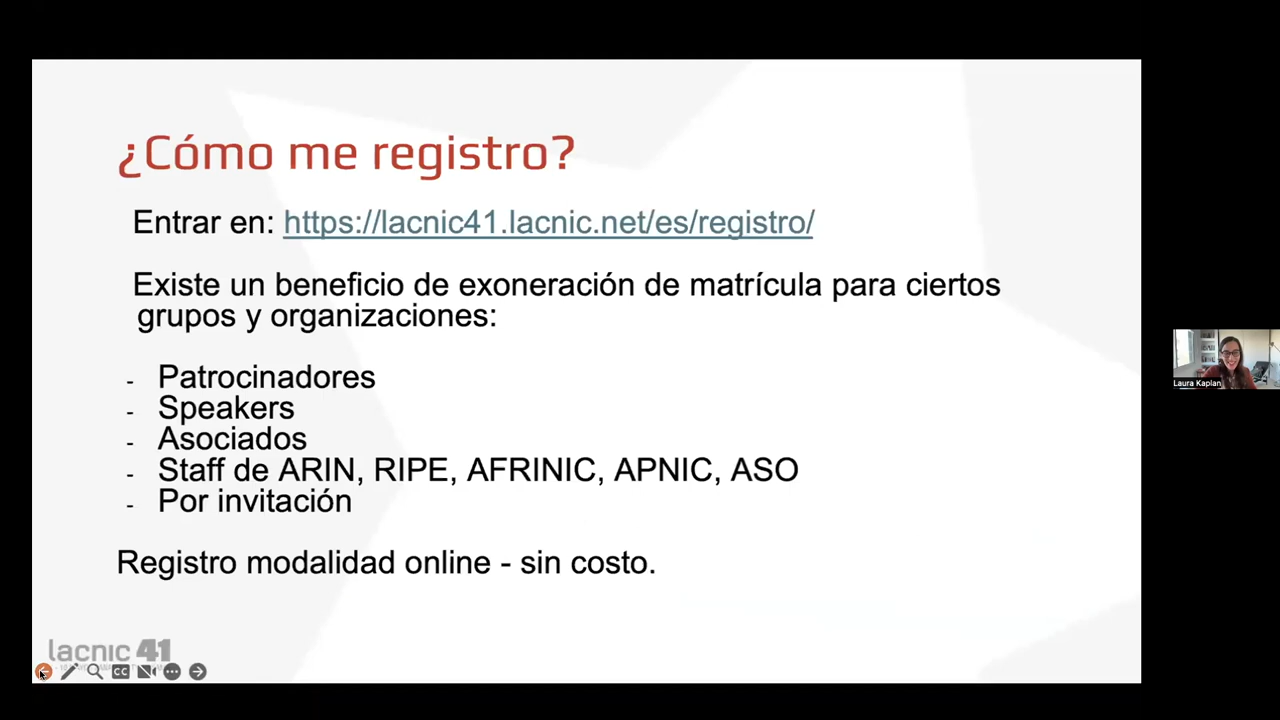 ¿Cómo me registro?
Entrar en: https://lacnic41.lacnic.net/es/registro/
Existe un beneficio de exoneración de matrícula para ciertos
grupos y organizaciones:
- Patrocinadores
- Speakers
- Asociados
- Staff de ARIN, RIPE, AFRINIC, APNIC, ASO
- Por invitación
Registro modalidad online - sin costo.
lacnic 41
CC
Laura Kaplan